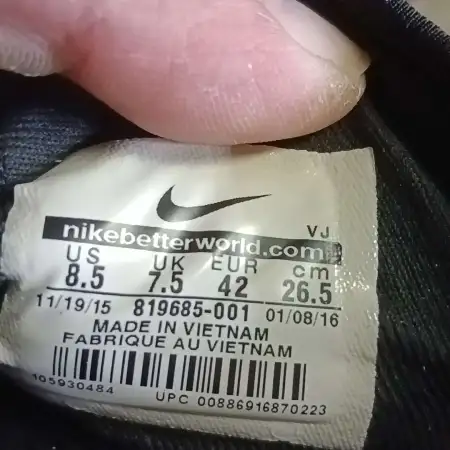 VJ
nikebetterworld.com
US UK EUR cm
8.5 7.5 42 26.5
11/19/15 819685-001 01/08/16
MADE IN VIETNAM
FABRIQUE AU VIETNAM
105930484
UPC 00886916870223